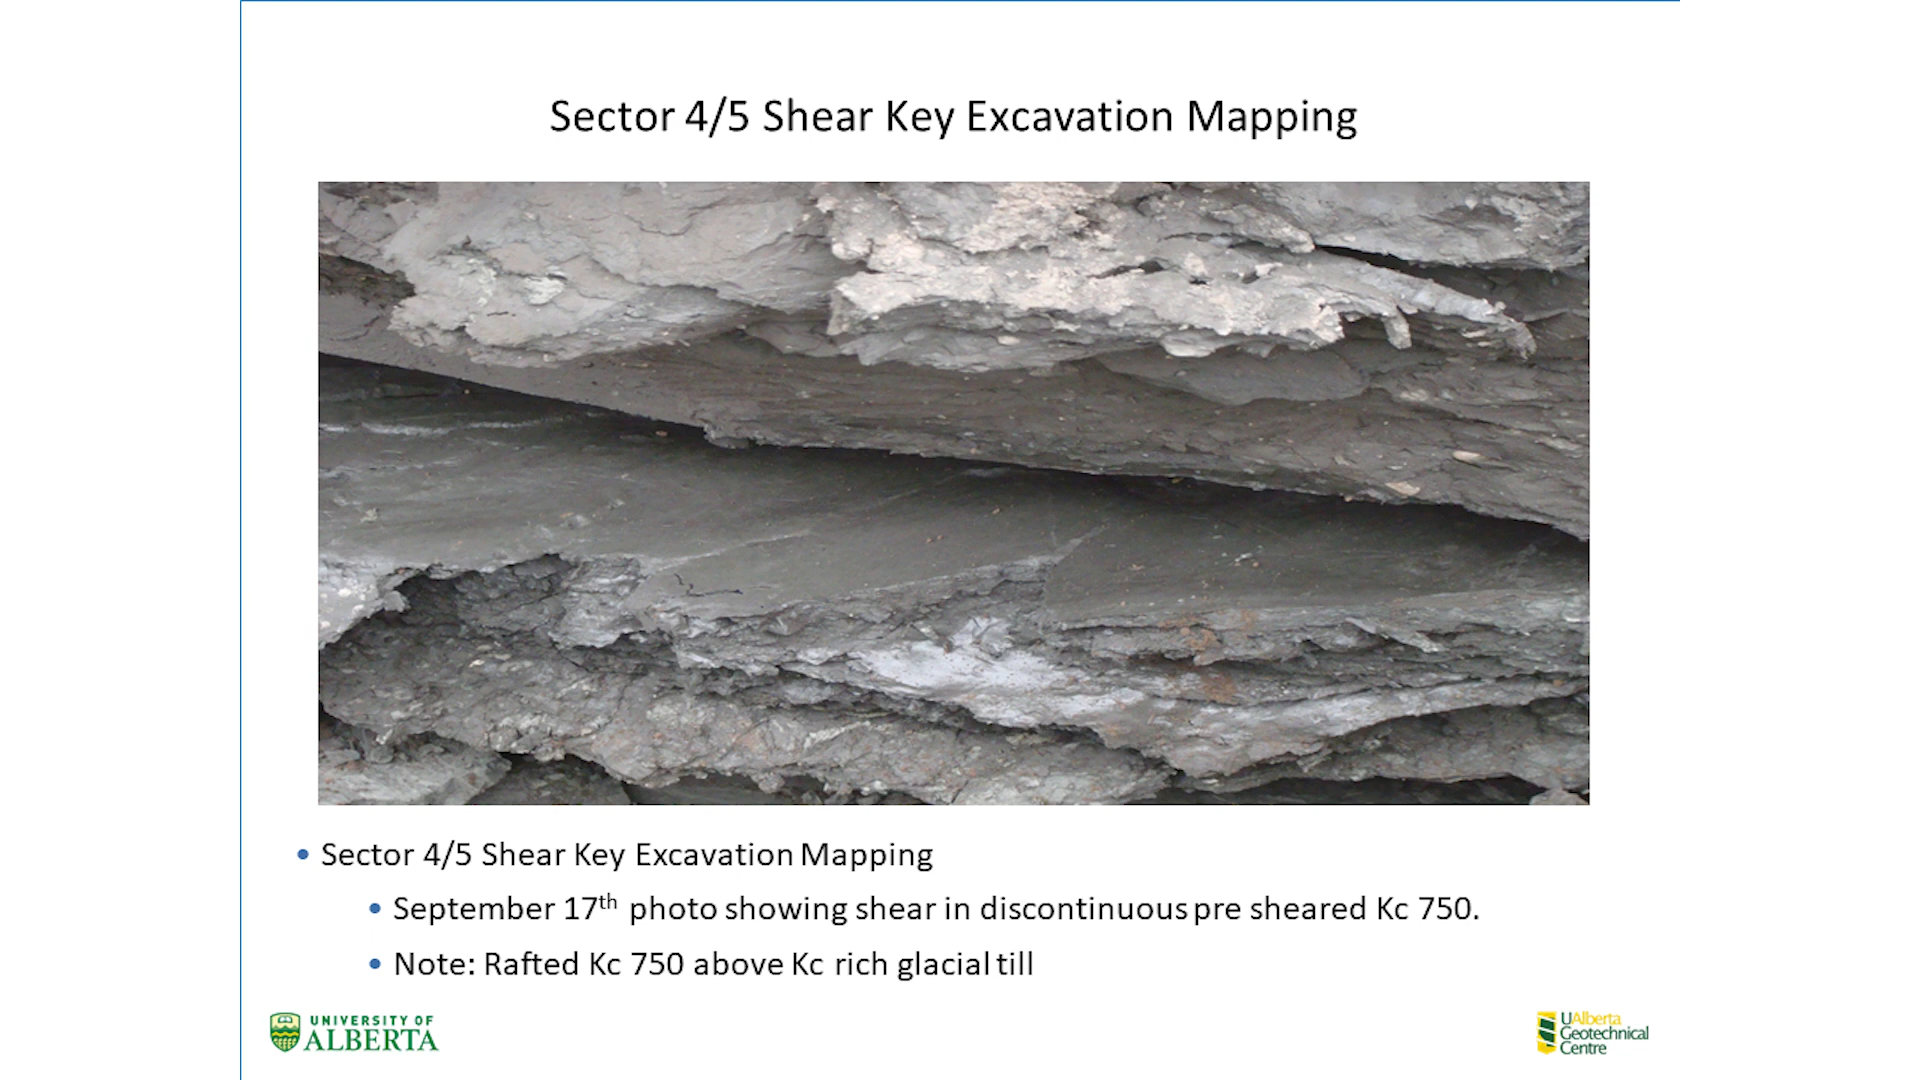 Sector 4/5 Shear Key Excavation Mapping
• Sector 4/5 Shear Key Excavation Mapping
• September 17th photo showing shear in discontinuous pre sheared Kc 750.
• Note: Rafted Kc 750 above Kc rich glacial till
UNIVERSITY OF
ALBERTA
UAlberta
Geotechnical
Centre